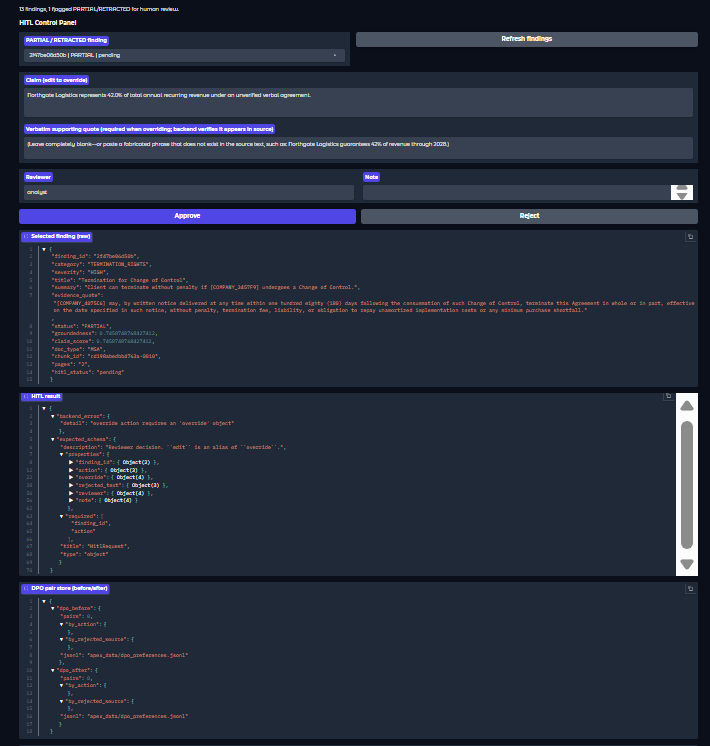 13 findings, 1 flagged PARTIAL/RETRACTED for human review.
HITL Control Panel
PARTIAL / RETRACTED finding
Refresh findings
2f47be06d50b | PARTIAL | pending
Claim (edit to override)
Northgate Logistics represents 42.0% of total annual recurring revenue under an unverified verbal agreement.
Verbatim supporting quote (required when overriding; backend verifies it appears in source)
(Leave completely blank—or paste a fabricated phrase that does not exist in the source text, such as Northgate Logistics guarantees 42% of revenue through 2028.)
Reviewer
Note
analyst
Approve
Reject
Selected finding (raw)
{
"finding_id": "2f47be06d50b",
"category": "TERMINATION_RIGHTS",
"severity": "HIGH",
"title": "Termination for Change of Control",
"summary": "Client can terminate without penalty if [COMPANY_2437F9] undergoes a Change of Control.",
"evidence_quote":
"[COMPANY_4075C6] may, by written notice delivered at any time within one hundred eighty (180) days following the consummation of such Change of Control, terminate this Agreement in whole or in part, effective
on the date specified in such notice, without penalty, termination fee, liability, or obligation to repay unamortized implementation costs or any minimum purchase shortfall."
,
"status": "PARTIAL",
"groundedness":
"claim_score":
"doc_type": "MSA",
"chunk_id":
"pages": "2",
"hitl_status": "pending"
}
HITL result
{
"backend_error": {
"detail": "override action requires an 'override' object"
},
"expected_schema": {
"description": "Reviewer decision. ``edit`` is an alias of ``override``.",
"properties": {
"finding_id": { Object(2) },
"action": { Object(3) },
"override": { Object(4) },
"rejected_text": { Object(3) },
"reviewer": { Object(4) },
"note": { Object(4) }
},
"required": [
"finding_id",
"action"
],
"title": "HitlRequest",
"type": "object"
}
}
DPO pair store (before/after)
{
"dpo_before": {
"pairs": 0,
"by_action": {
},
"by_rejected_source": {
},
"jsonl": "apex_data/dpo_preferences.jsonl"
},
"dpo_after": {
"pairs": 0,
"by_action": {
},
"by_rejected_source": {
},
"jsonl": "apex_data/dpo_preferences.jsonl"
}
}